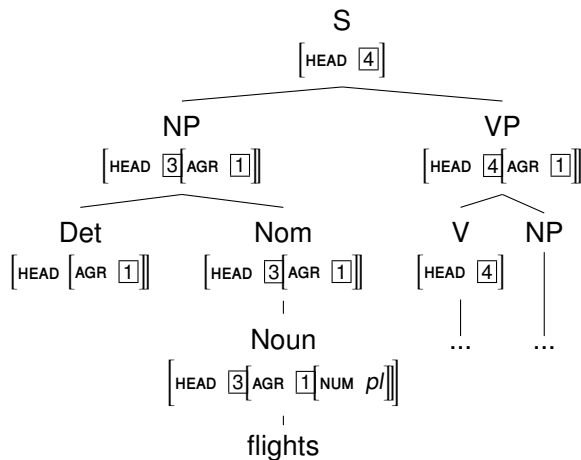 S
[HEAD 4]
NP VP
[HEAD 3[AGR 1]] [HEAD 4[AGR 1]]
Det Nom V NP
[HEAD [AGR 1]] [HEAD 3[AGR 1]] [HEAD 4]
Noun ... ...
[HEAD 3[AGR 1[NUM pl]]]
flights